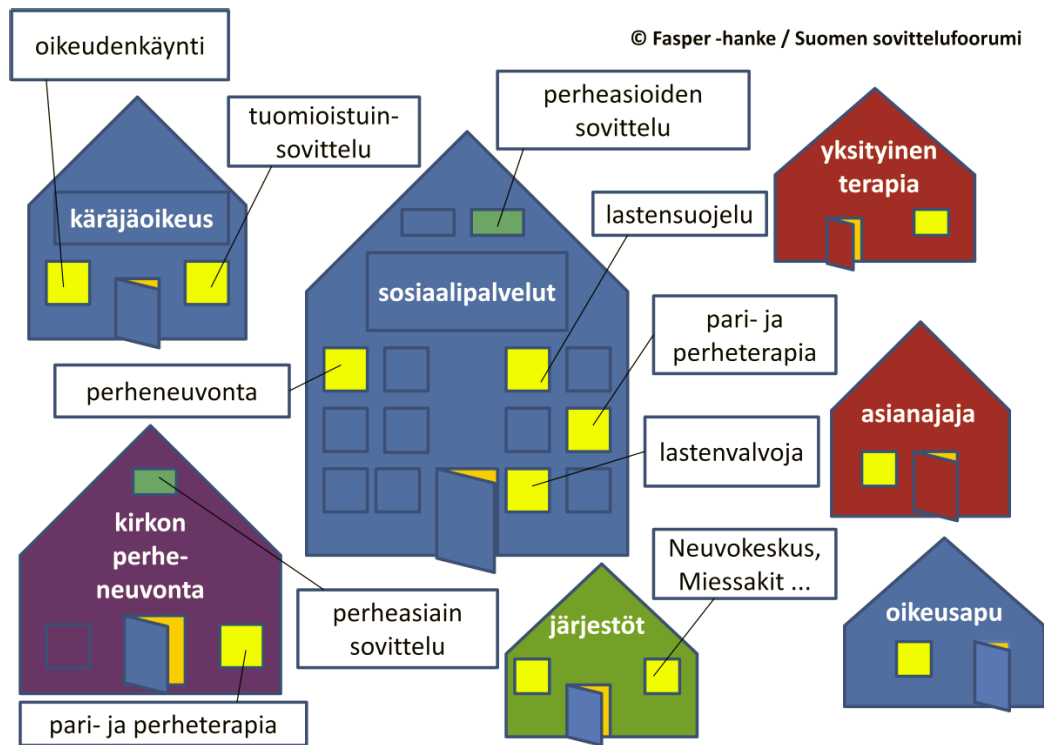 © Fasper -hanke / Suomen sovittelufoorumi
oikeudenkäynti
tuomioistuin-
sovittelu
perheasioiden
sovittelu
yksityinen
terapia
käräjäoikeus
lastensuojelu
sosiaalipalvelut
pari- ja
perheterapia
perheneuvonta
asianajaja
lastenvalvoja
kirkon
perhe-
neuvonta
Neuvokeskus,
Miessakit ...
perheasiain
sovittelu
järjestöt
oikeusapu
pari- ja perheterapia